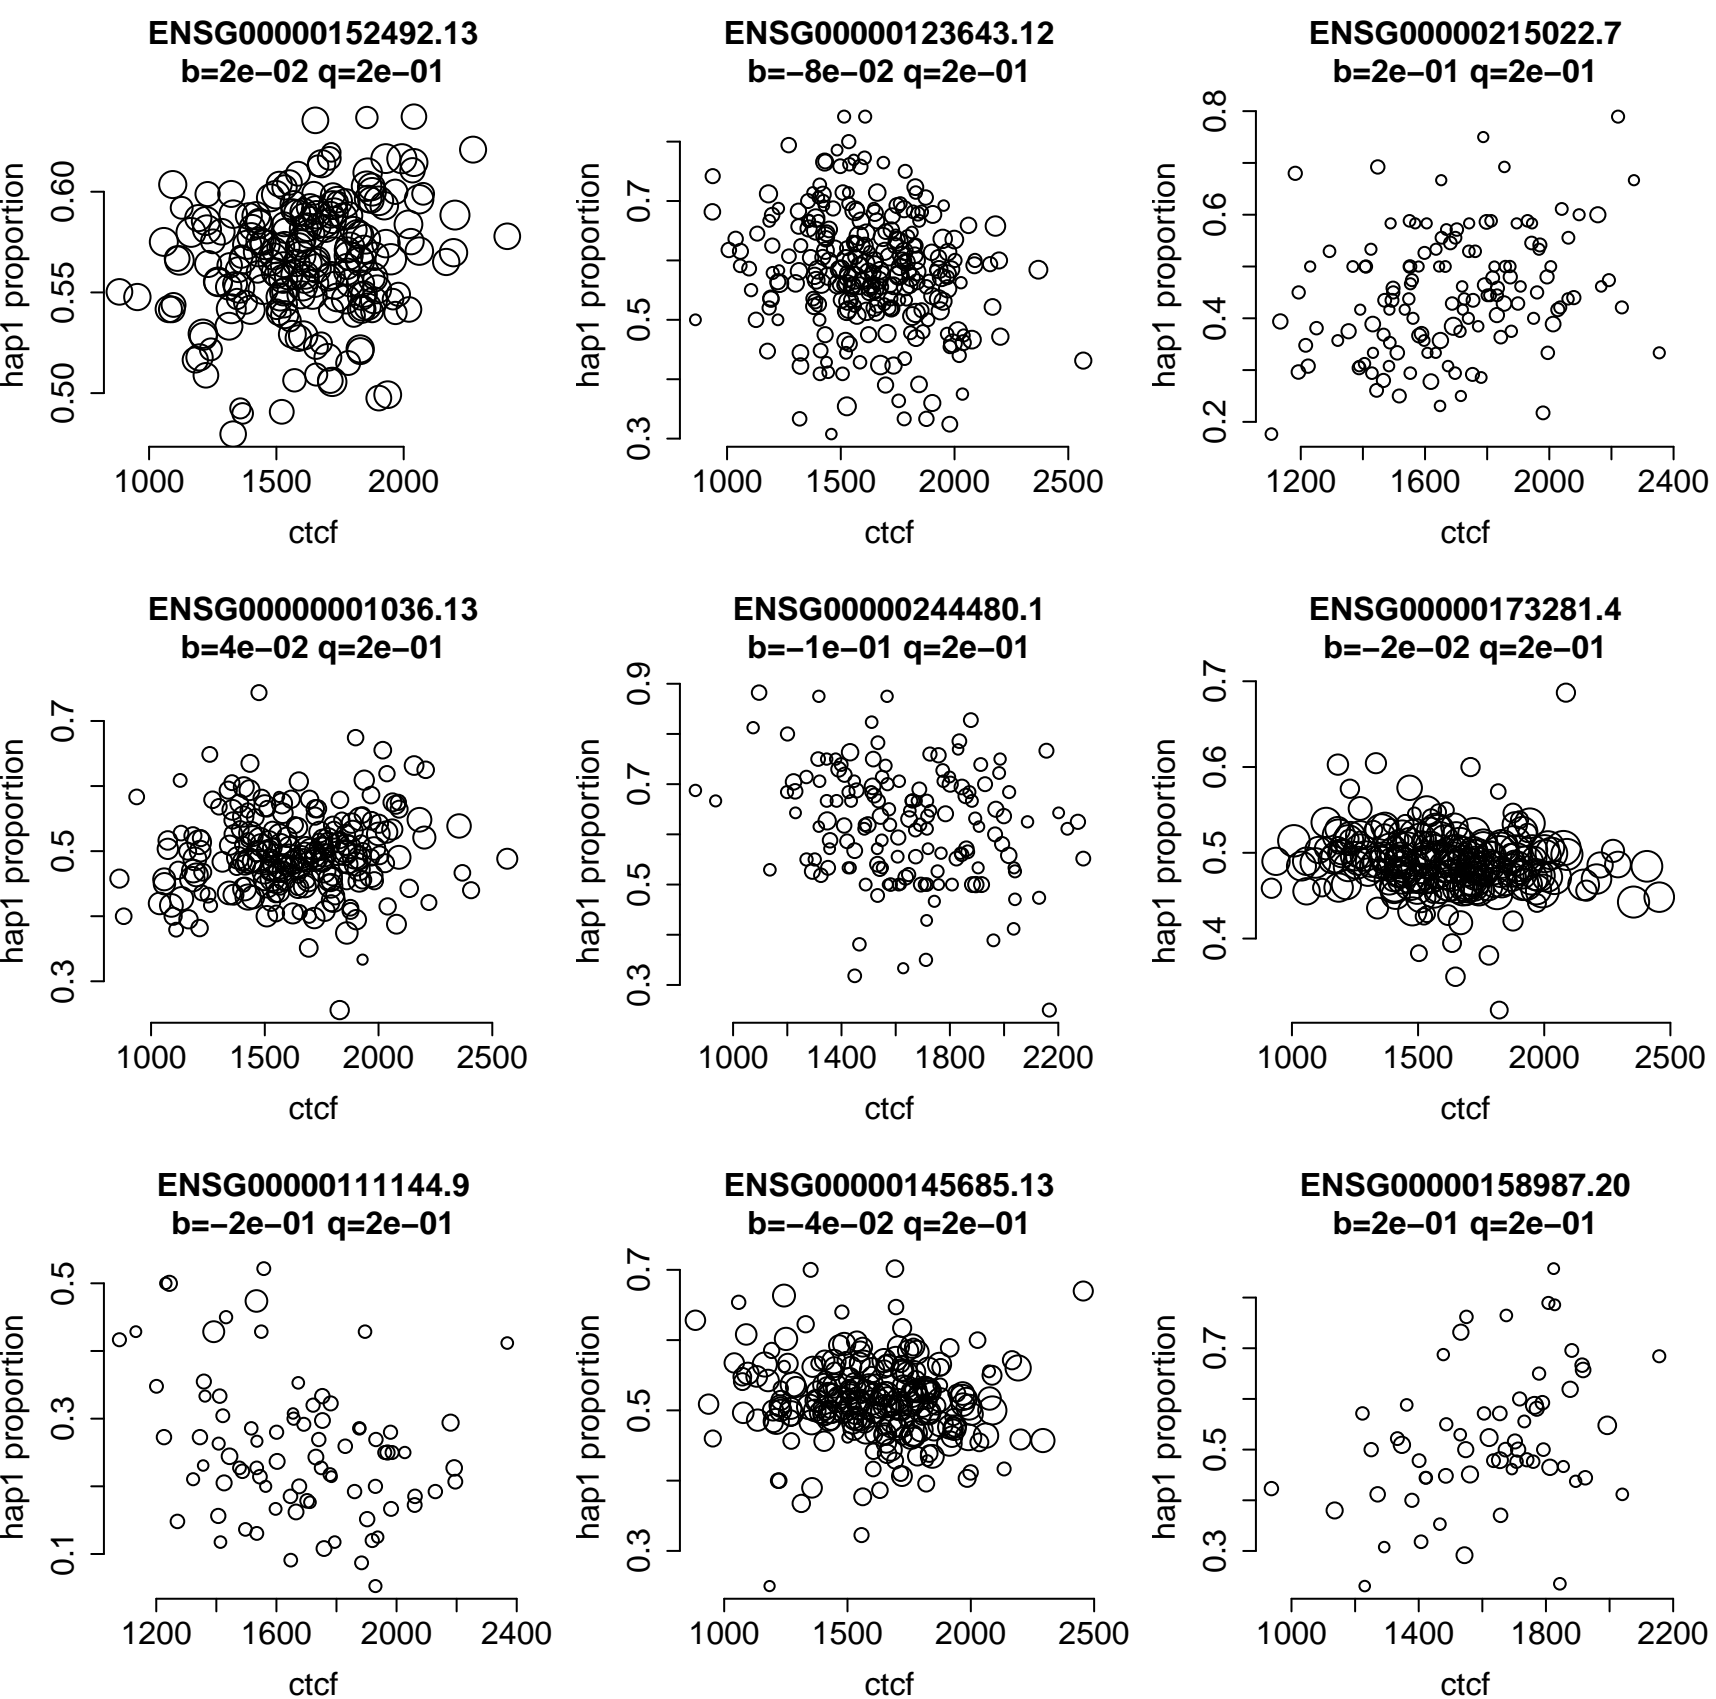 ENSG00000152492.13
b=2e−02 q=2e−01
hap1 proportion
0.50 0.55 0.60
1000 1500 2000
ctcf
ENSG00000123643.12
b=−8e−02 q=2e−01
hap1 proportion
0.3 0.5 0.7
1000 1500 2000 2500
ctcf
ENSG00000215022.7
b=2e−01 q=2e−01
hap1 proportion
0.2 0.4 0.6 0.8
1200 1600 2000 2400
ctcf
ENSG00000001036.13
b=4e−02 q=2e−01
hap1 proportion
0.3 0.5 0.7
1000 1500 2000 2500
ctcf
ENSG00000244480.1
b=−1e−01 q=2e−01
hap1 proportion
0.3 0.5 0.7 0.9
1000 1400 1800 2200
ctcf
ENSG00000173281.4
b=−2e−02 q=2e−01
hap1 proportion
0.4 0.5 0.6 0.7
1000 1500 2000 2500
ctcf
ENSG00000111144.9
b=−2e−01 q=2e−01
hap1 proportion
0.1 0.3 0.5
1200 1600 2000 2400
ctcf
ENSG00000145685.13
b=−4e−02 q=2e−01
hap1 proportion
0.3 0.5 0.7
1000 1500 2000 2500
ctcf
ENSG00000158987.20
b=2e−01 q=2e−01
hap1 proportion
0.3 0.5 0.7
1000 1400 1800 2200
ctcf